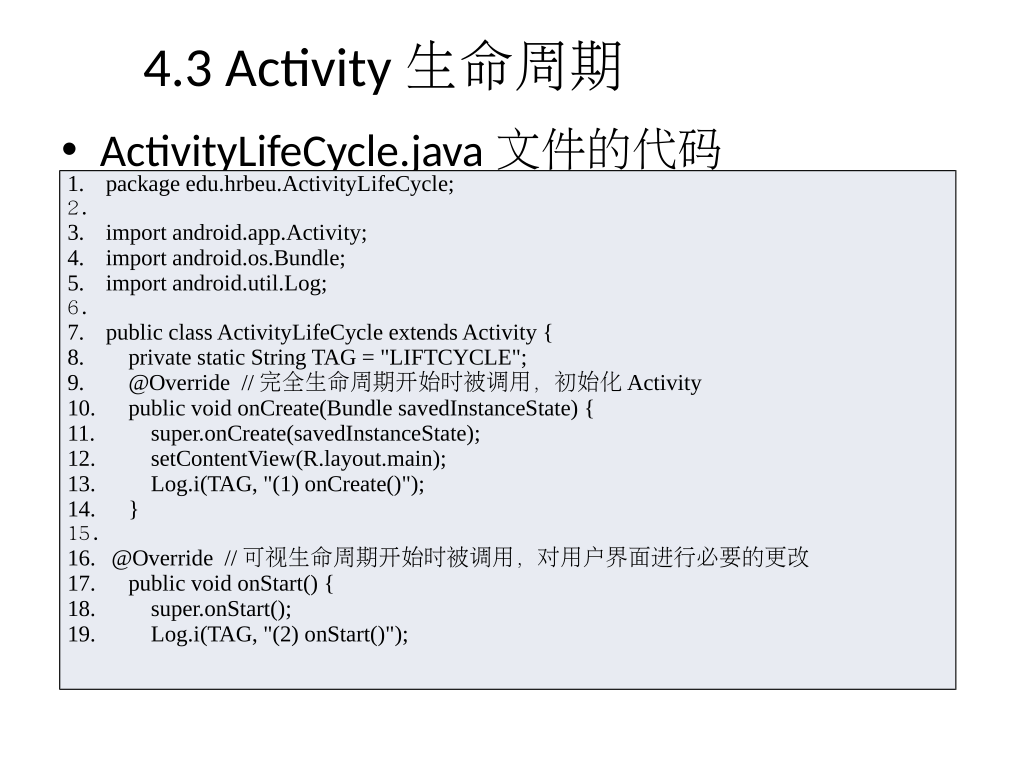 4.3 Activity 生命周期
• ActivityLifeCycle.java 文件的代码
1. package edu.hrbeu.ActivityLifeCycle;
2.
3. import android.app.Activity;
4. import android.os.Bundle;
5. import android.util.Log;
6.
7. public class ActivityLifeCycle extends Activity {
8. private static String TAG = "LIFTCYCLE";
9. @Override // 完全生命周期开始时被调用，初始化 Activity
10. public void onCreate(Bundle savedInstanceState) {
11. super.onCreate(savedInstanceState);
12. setContentView(R.layout.main);
13. Log.i(TAG, "(1) onCreate()");
14. }
15.
16. @Override // 可视生命周期开始时被调用，对用户界面进行必要的更改
17. public void onStart() {
18. super.onStart();
19. Log.i(TAG, "(2) onStart()");